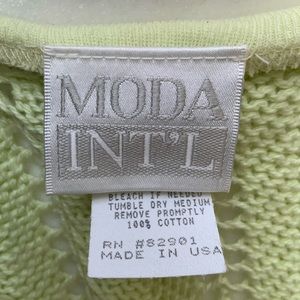 MODA
INT'L
BLEACH IF NEEDED
TUMBLE DRY MEDIUM
REMOVE PROMPTLY
100% COTTON
RN #82901
MADE IN USA